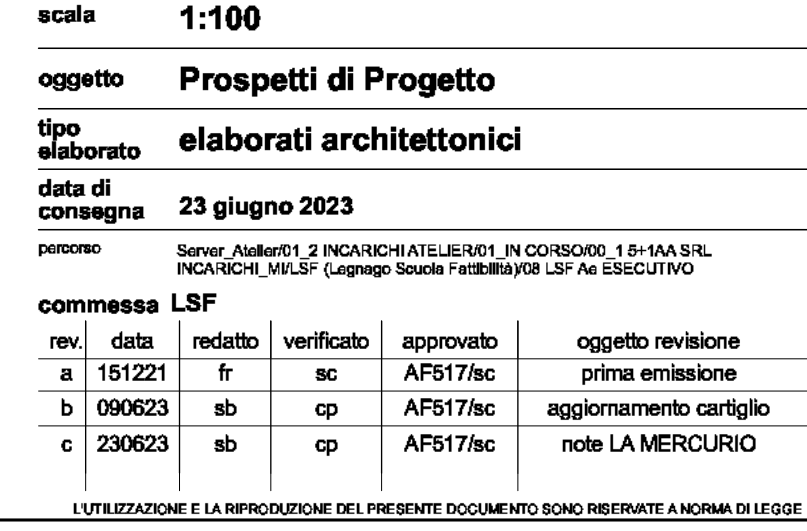 scala 1:100
oggetto Prospetti di Progetto
tipo
elaborato elaborati architettonici
data di
consegna 23 giugno 2023
percorso Server_Atelier/01_2 INCARICHI ATELIER/01_IN CORSO/00_1 5+1AA SRL
INCARICHI_MI/LSF (Legnago Scuola Fattibilità)/08 LSF Ae ESECUTIVO
commessa LSF
rev. data redatto verificato approvato oggetto revisione
a 151221 fr sc AF517/sc prima emissione
b 090623 sb cp AF517/sc aggiornamento cartiglio
c 230623 sb cp AF517/sc note LA MERCURIO
L'UTILIZZAZIONE E LA RIPRODUZIONE DEL PRESENTE DOCUMENTO SONO RISERVATE A NORMA DI LEGGE